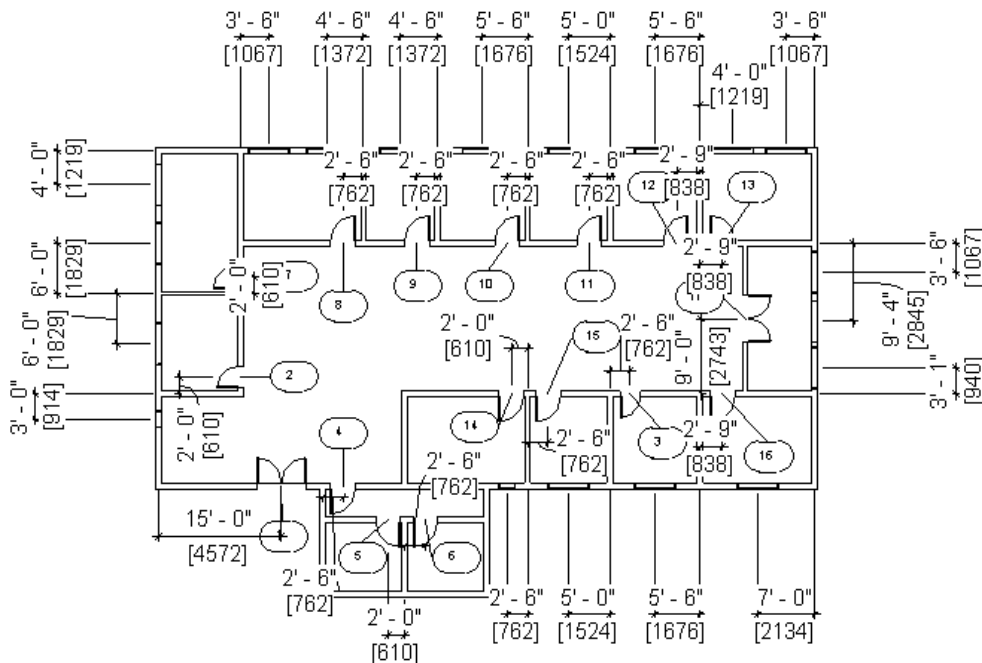 3' - 6"
4' - 6"
4' - 6"
5' - 6"
5' - 0"
5' - 6"
3' - 6"
[1067]
[1372]
[1372]
[1676]
[1524]
[1676]
[1067]
4' - 0"
[1219]
4' - 0"
[1219]
2' - 6"
[762]
2' - 6"
[762]
2' - 6"
[762]
2' - 6"
[762]
2' - 9"
[838]
12
13
6' - 0"
[1829]
2' - 0"
[610]
7
8
9
10
11
2' - 9"
[838]
3' - 6"
[1067]
9' - 4"
[2845]
6' - 0"
[1829]
2' - 0"
[610]
15
2' - 6"
[762]
9' - 0"
[2743]
3' - 1"
[940]
3' - 0"
[914]
2
2' - 0"
[610]
4
14
3
2' - 9"
[838]
16
2' - 6"
[762]
2' - 6"
[762]
15' - 0"
[4572]
5
6
2' - 6"
[762]
2' - 0"
[610]
2' - 6"
[762]
5' - 0"
[1524]
5' - 6"
[1676]
7' - 0"
[2134]